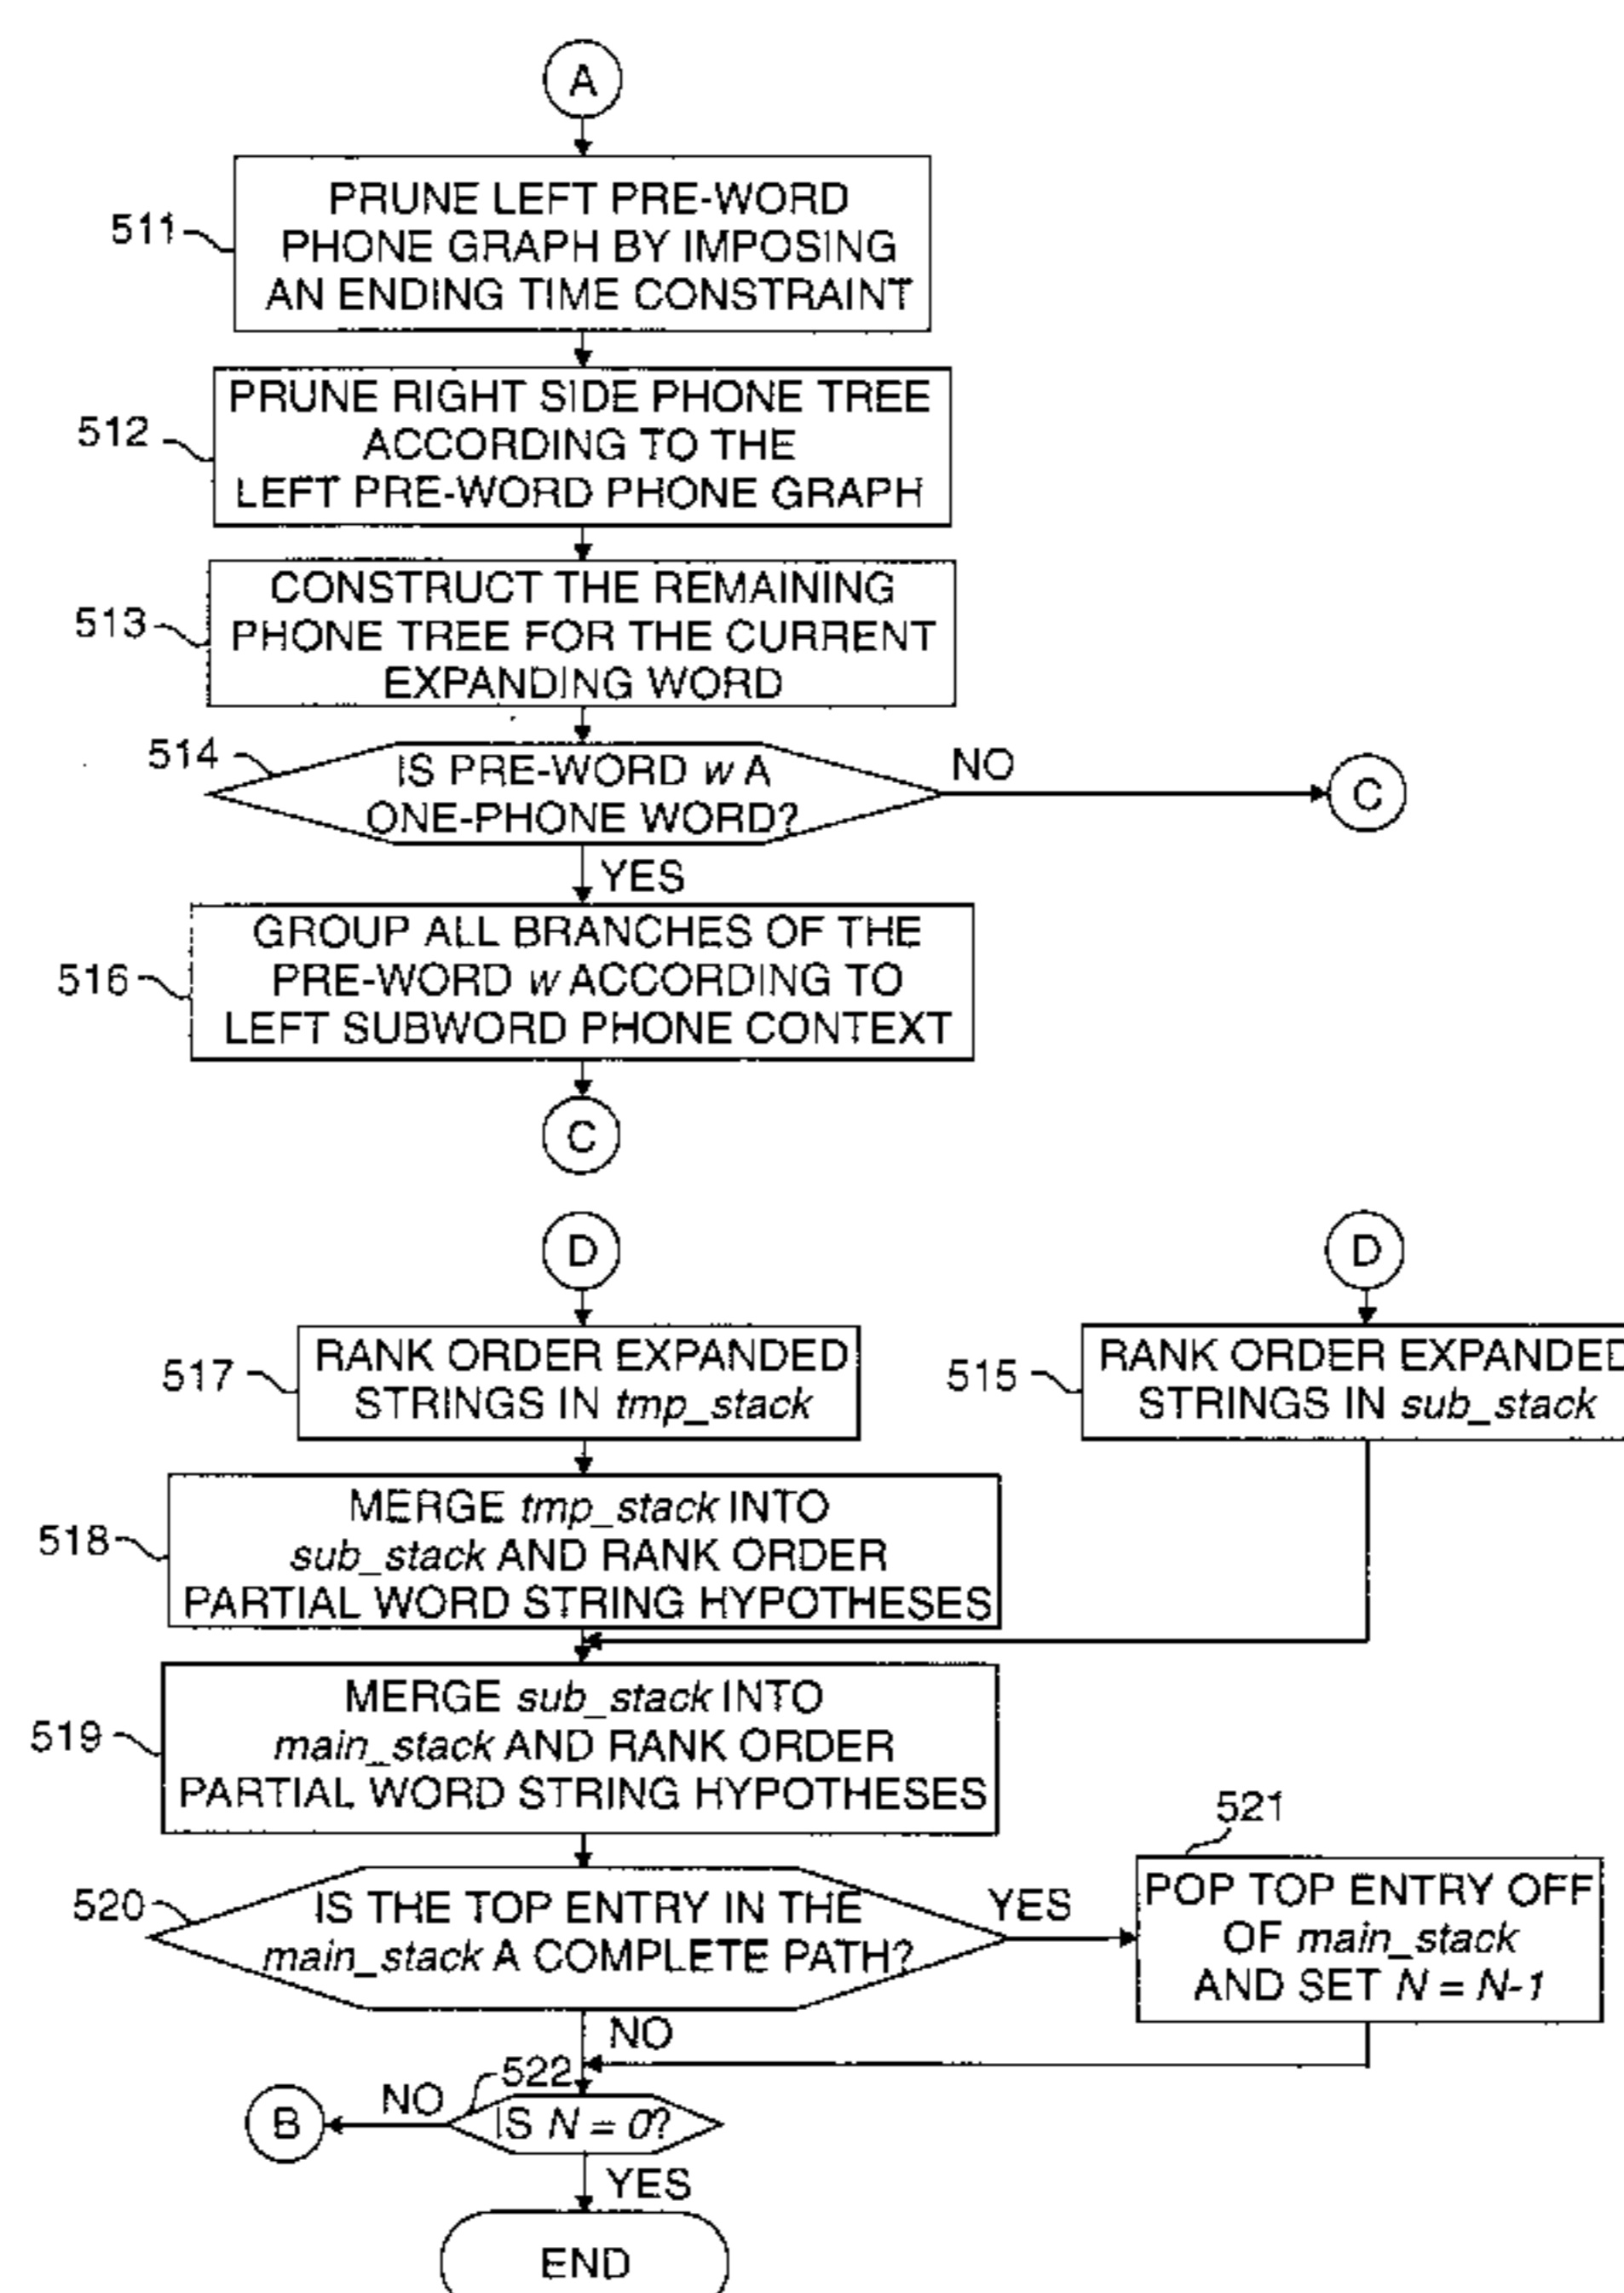 A
511
PRUNE LEFT PRE-WORD
PHONE GRAPH BY IMPOSING
AN ENDING TIME CONSTRAINT
512
PRUNE RIGHT SIDE PHONE TREE
ACCORDING TO THE
LEFT PRE-WORD PHONE GRAPH
513
CONSTRUCT THE REMAINING
PHONE TREE FOR THE CURRENT
EXPANDING WORD
514
IS PRE-WORD w A
ONE-PHONE WORD?
NO
C
YES
516
GROUP ALL BRANCHES OF THE
PRE-WORD w ACCORDING TO
LEFT SUBWORD PHONE CONTEXT
C
D
517
RANK ORDER EXPANDED
STRINGS IN tmp_stack
D
515
RANK ORDER EXPANDED
STRINGS IN sub_stack
518
MERGE tmp_stack INTO
sub_stack AND RANK ORDER
PARTIAL WORD STRING HYPOTHESES
519
MERGE sub_stack INTO
main_stack AND RANK ORDER
PARTIAL WORD STRING HYPOTHESES
520
IS THE TOP ENTRY IN THE
main_stack A COMPLETE PATH?
YES
521
POP TOP ENTRY OFF
OF main_stack
AND SET N = N-1
NO
522
IS N = 0?
NO
B
YES
END